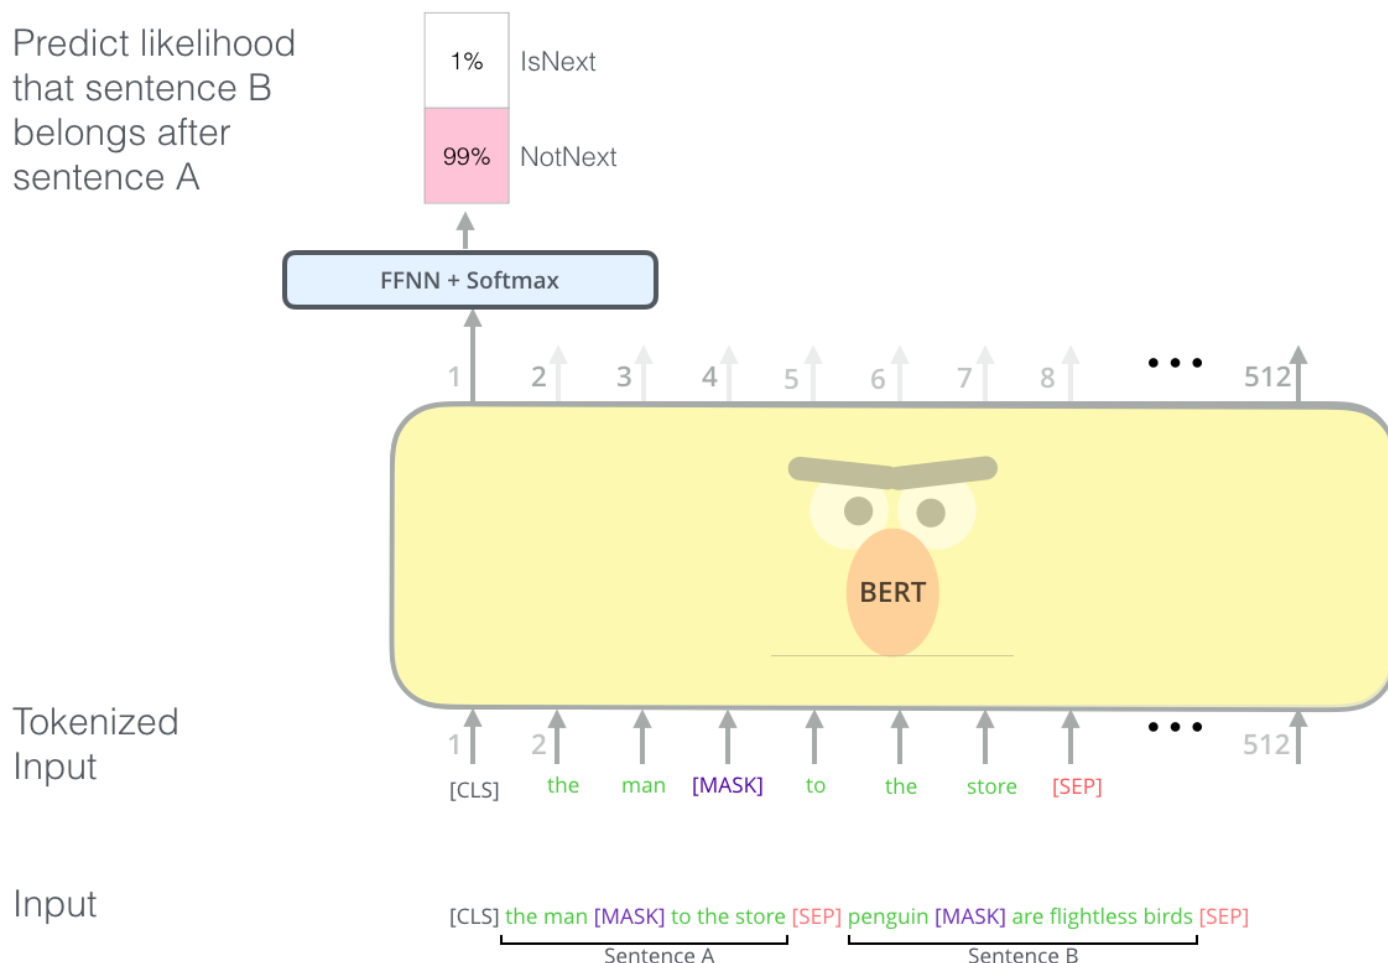 Predict likelihood
that sentence B
belongs after
sentence A
1% IsNext
99% NotNext
FFNN + Softmax
1 2 3 4 5 6 7 8 ••• 512
BERT
Tokenized
Input
1 2 ••• 512
[CLS] the man [MASK] to the store [SEP]
Input
[CLS] the man [MASK] to the store [SEP] penguin [MASK] are flightless birds [SEP]
Sentence A Sentence B